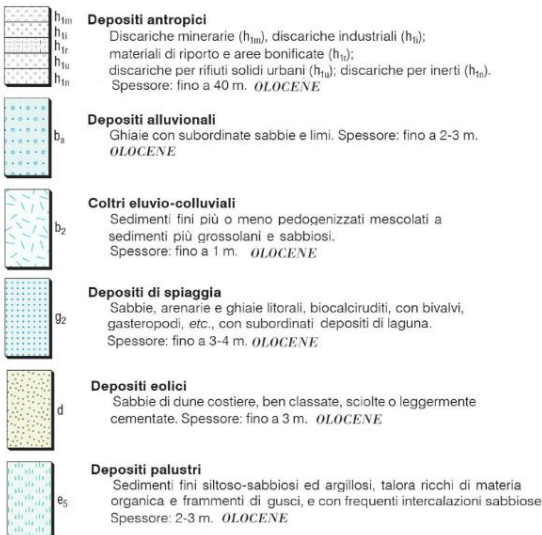 h1m
h1i
h1r
h1u
h1n
Depositi antropici
Discariche minerarie (h1m), discariche industriali (h1i);
materiali di riporto e aree bonificate (h1r);
discariche per rifiuti solidi urbani (h1u); discariche per inerti (h1n).
Spessore: fino a 40 m. OLOCENE
ba
Depositi alluvionali
Ghiaie con subordinate sabbie e limi. Spessore: fino a 2-3 m.
OLOCENE
b2
Coltri eluvio-colluviali
Sedimenti fini più o meno pedogenizzati mescolati a
sedimenti più grossolani e sabbiosi.
Spessore: fino a 1 m. OLOCENE
g2
Depositi di spiaggia
Sabbie, arenarie e ghiaie litorali, biocalciruditi, con bivalvi,
gasteropodi, etc., con subordinati depositi di laguna.
Spessore: fino a 3-4 m. OLOCENE
d
Depositi eolici
Sabbie di dune costiere, ben classate, sciolte o leggermente
cementate. Spessore: fino a 3 m. OLOCENE
e5
Depositi palustri
Sedimenti fini siltoso-sabbiosi ed argillosi, talora ricchi di materia
organica e frammenti di gusci, e con frequenti intercalazioni sabbiose
Spessore: 2-3 m. OLOCENE